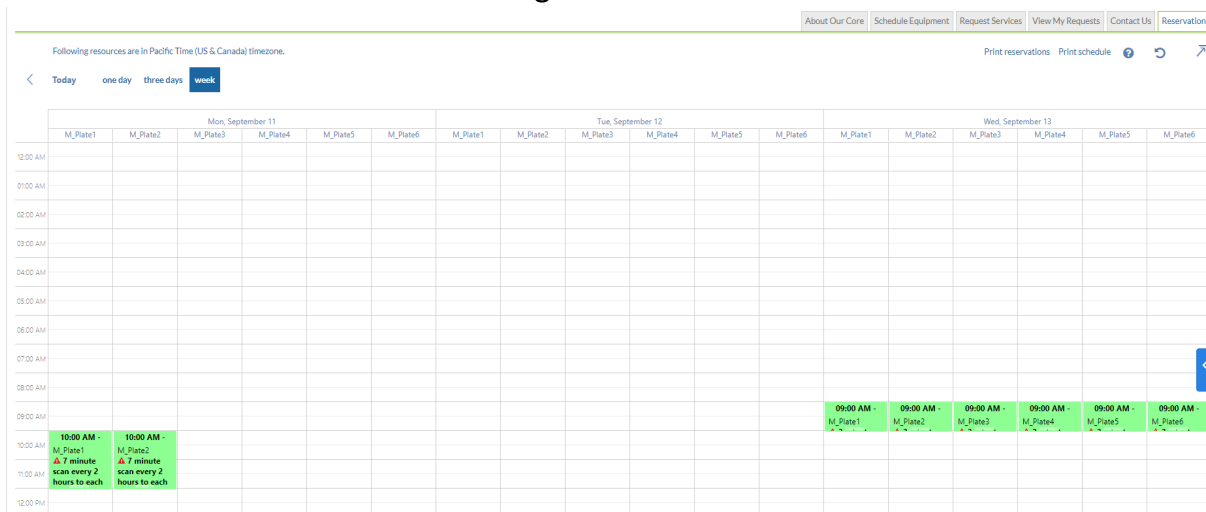 About Our Core Schedule Equipment Request Services View My Requests Contact Us Reservation
Following resources are in Pacific Time (US & Canada) timezone.
Print reservations Print schedule ?
Today one day three days week
Mon, September 11 Tue, September 12 Wed, September 13
M_Plate1 M_Plate2 M_Plate3 M_Plate4 M_Plate5 M_Plate6 M_Plate1 M_Plate2 M_Plate3 M_Plate4 M_Plate5 M_Plate6 M_Plate1 M_Plate2 M_Plate3 M_Plate4 M_Plate5 M_Plate6
12:00 AM
01:00 AM
02:00 AM
03:00 AM
04:00 AM
05:00 AM
06:00 AM
07:00 AM
08:00 AM
09:00 AM - 09:00 AM - 09:00 AM - 09:00 AM - 09:00 AM - 09:00 AM -
09:00 AM
M_Plate1 M_Plate2 M_Plate3 M_Plate4 M_Plate5 M_Plate6
10:00 AM - 10:00 AM -
10:00 AM
M_Plate1 M_Plate2
7 minute 7 minute
scan every 2 scan every 2
11:00 AM
hours to each hours to each
12:00 PM